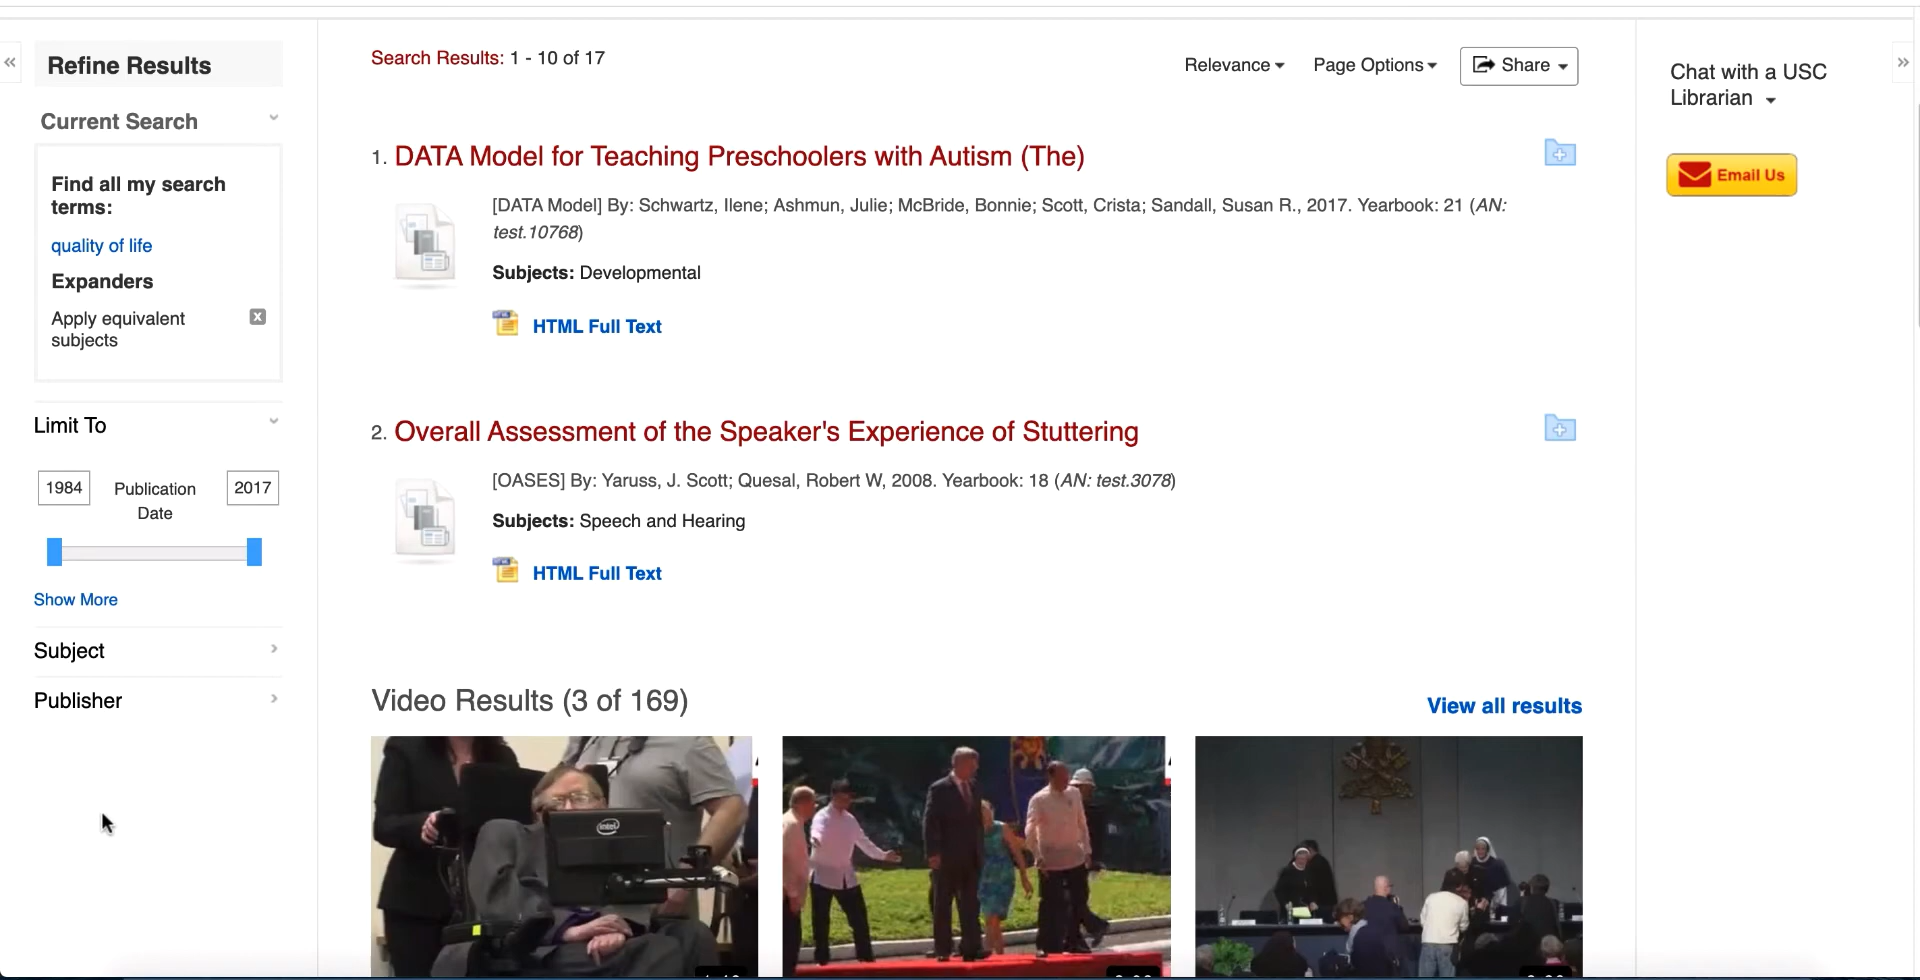 «
Refine Results
Current Search
Find all my search
terms:
quality of life
Expanders
Apply equivalent
subjects
x
Limit To
1984
Publication
Date
2017
Show More
Subject
Publisher
Search Results: 1 - 10 of 17
Relevance
Page Options
Share
1. DATA Model for Teaching Preschoolers with Autism (The)
[DATA Model] By: Schwartz, Ilene; Ashmun, Julie; McBride, Bonnie; Scott, Crista; Sandall, Susan R., 2017. Yearbook: 21 (AN:
test.10768)
Subjects: Developmental
HTML Full Text
2. Overall Assessment of the Speaker's Experience of Stuttering
[OASES] By: Yaruss, J. Scott; Quesal, Robert W, 2008. Yearbook: 18 (AN: test.3078)
Subjects: Speech and Hearing
HTML Full Text
Video Results (3 of 169)
View all results
intel
Chat with a USC
Librarian
»
Email Us